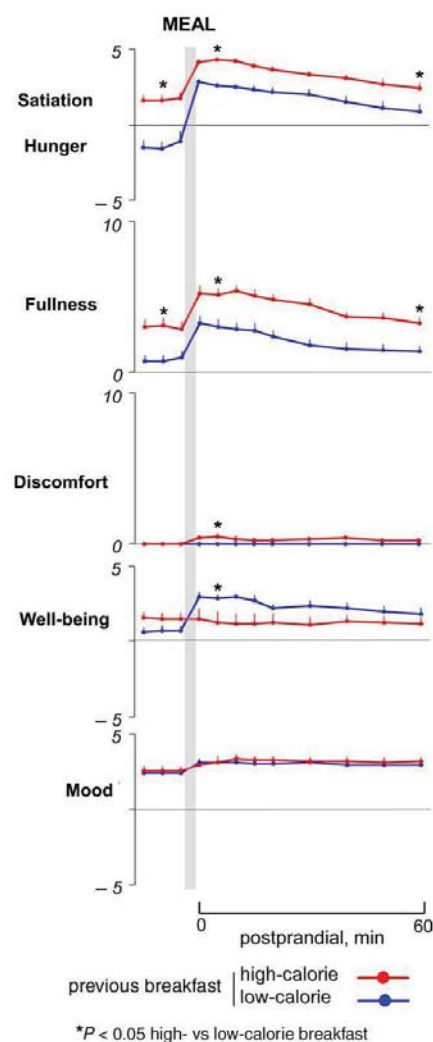 MEAL
5
*
*
*
Satiation
Hunger
– 5
10
*
*
*
Fullness
0
10
Discomfort
*
0
5
*
Well-being
– 5
5
Mood
– 5
0 60
postprandial, min
previous breakfast
high-calorie
low-calorie
*P < 0.05 high- vs low-calorie breakfast